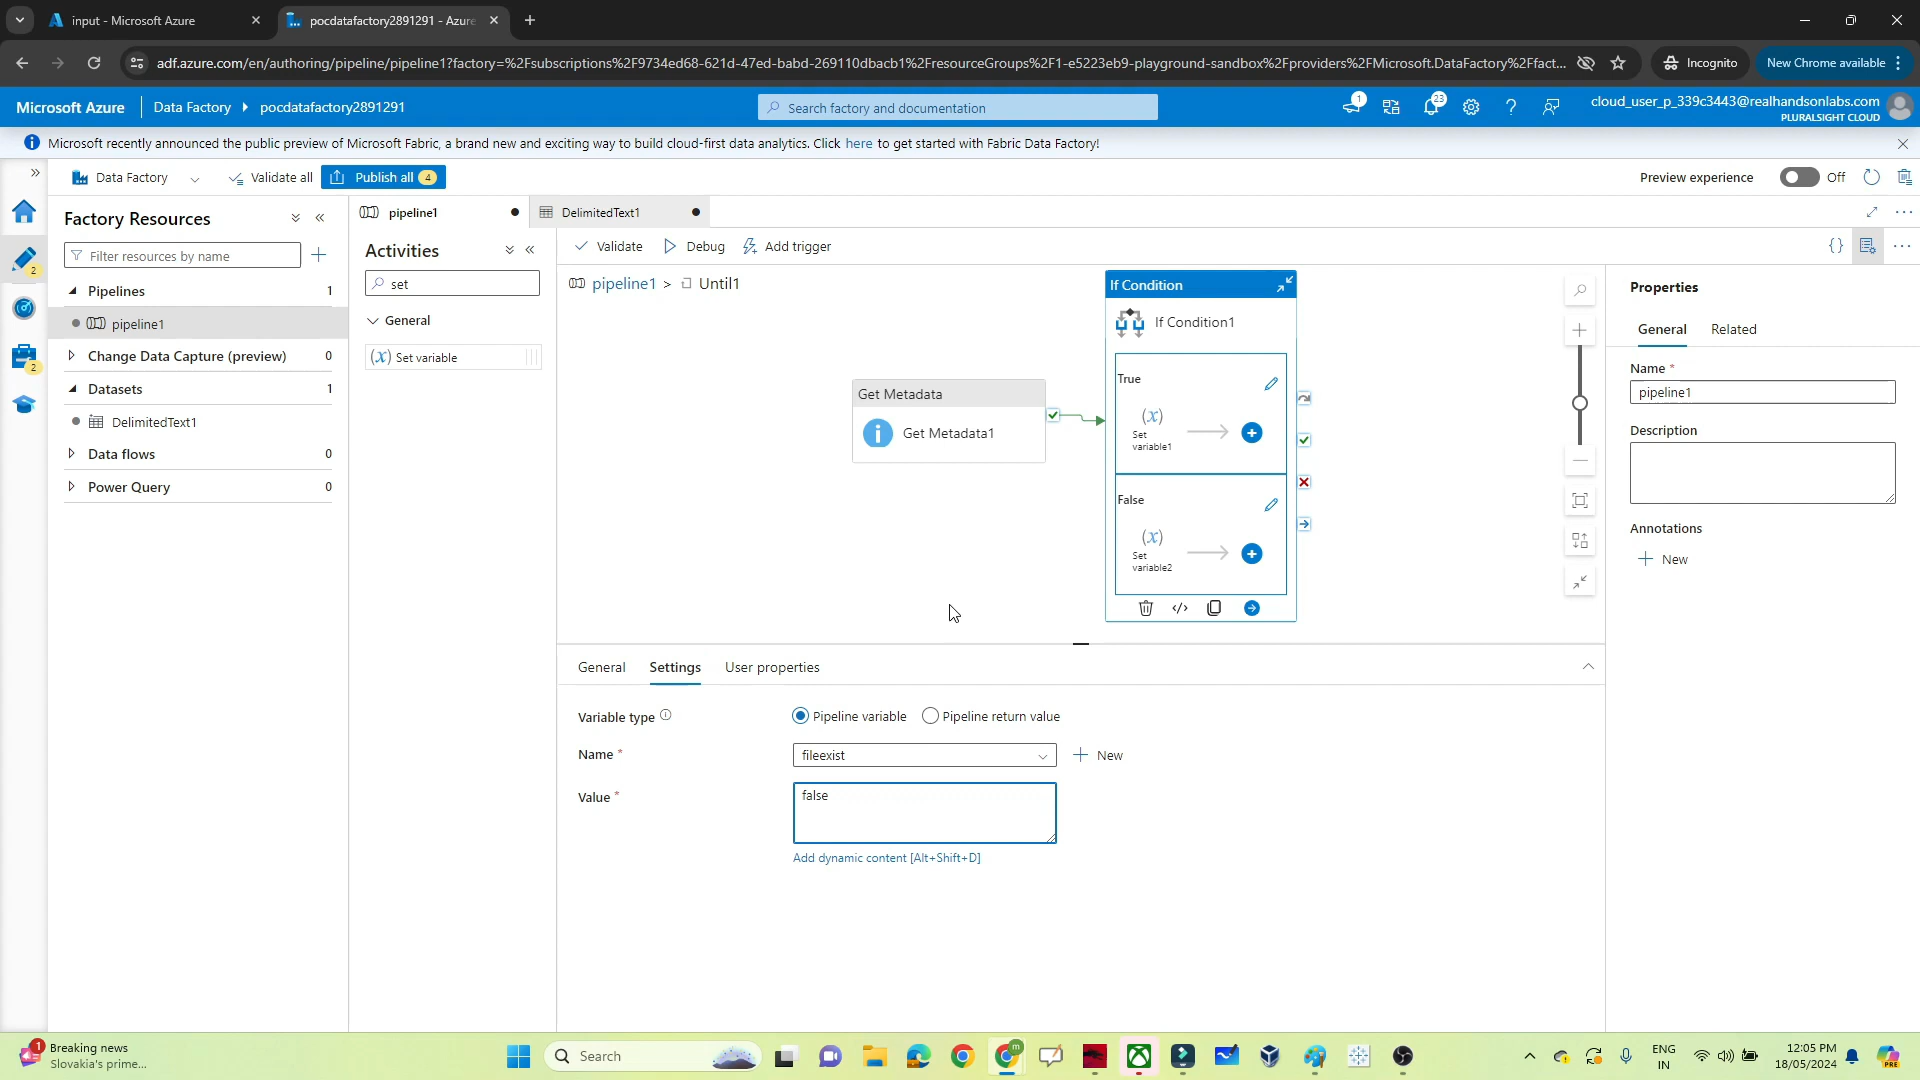 input - Microsoft Azure
pocdatafactory2891291 - Azure
adf.azure.com/en/authoring/pipeline/pipeline1?factory=%2Fsubscriptions%2F9734ed68-621d-47ed-babd-269110dbacb1%2FresourceGroups%2F1-e5223eb9-playground-sandbox%2Fproviders%2FMicrosoft.DataFactory%2Ffact...
Incognito
New Chrome available
Microsoft Azure
Data Factory
pocdatafactory2891291
Search factory and documentation
1
23
cloud_user_p_339c3443@realhandsonlabs.com
PLURALSIGHT CLOUD
Microsoft recently announced the public preview of Microsoft Fabric, a brand new and exciting way to build cloud-first data analytics. Click here to get started with Fabric Data Factory!
Data Factory
Validate all
Publish all 4
Preview experience
Off
2
2
Factory Resources
Filter resources by name
Pipelines 1
pipeline1
Change Data Capture (preview) 0
Datasets 1
DelimitedText1
Data flows 0
Power Query 0
pipeline1
DelimitedText1
Activities
set
General
(x) Set variable
Validate
Debug
Add trigger
{}
pipeline1 > Until1
Get Metadata
Get Metadata1
If Condition
If Condition1
True
(x)
Set
variable1
False
(x)
Set
variable2
Properties
General
Related
Name *
pipeline1
Description
Annotations
New
General
Settings
User properties
Variable type
Pipeline variable
Pipeline return value
Name *
fileexist
New
Value *
false
Add dynamic content [Alt+Shift+D]
1
Breaking news
Slovakia's prime...
Search
m
ENG
IN
12:05 PM
18/05/2024
PRE